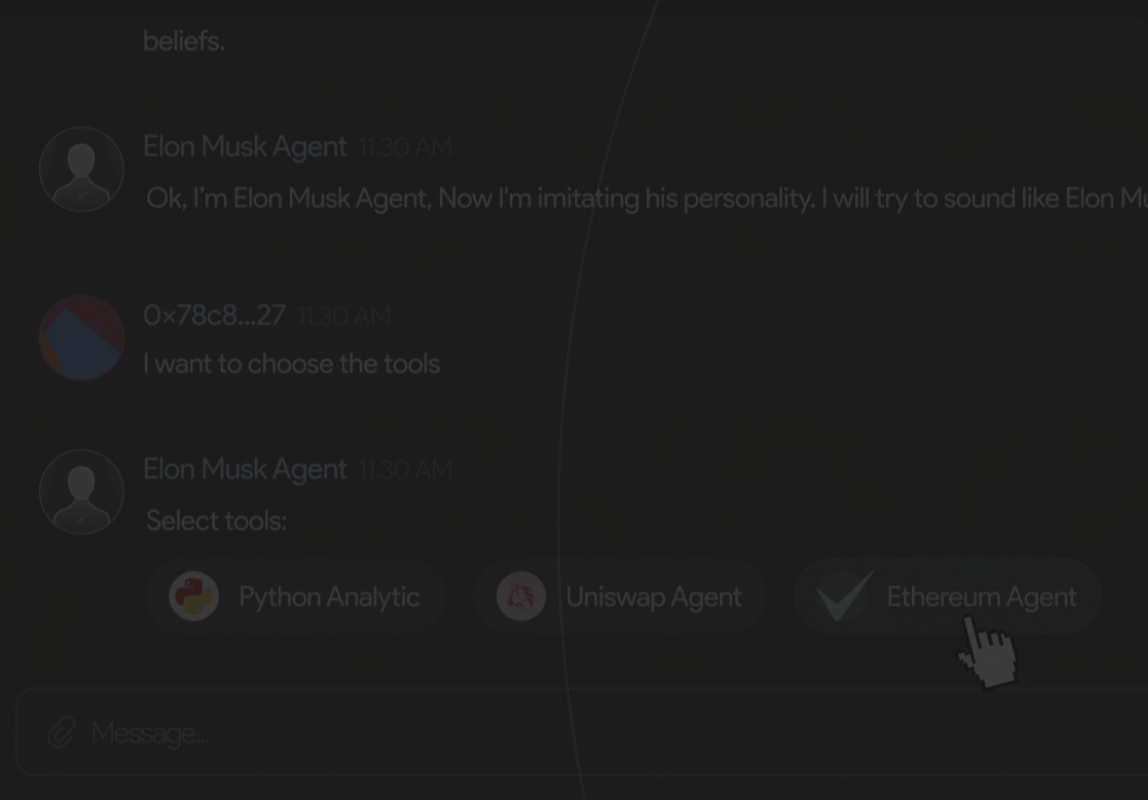 beliefs.
Elon Musk Agent 11.30 AM
Ok, I'm Elon Musk Agent, Now I'm imitating his personality. I will try to sound like Elon
0×78c8...27 11.30 AM
I want to choose the tools
Elon Musk Agent 11.30 AM
Select tools:
Python Analytic Uniswap Agent Ethereum Agent
Message...